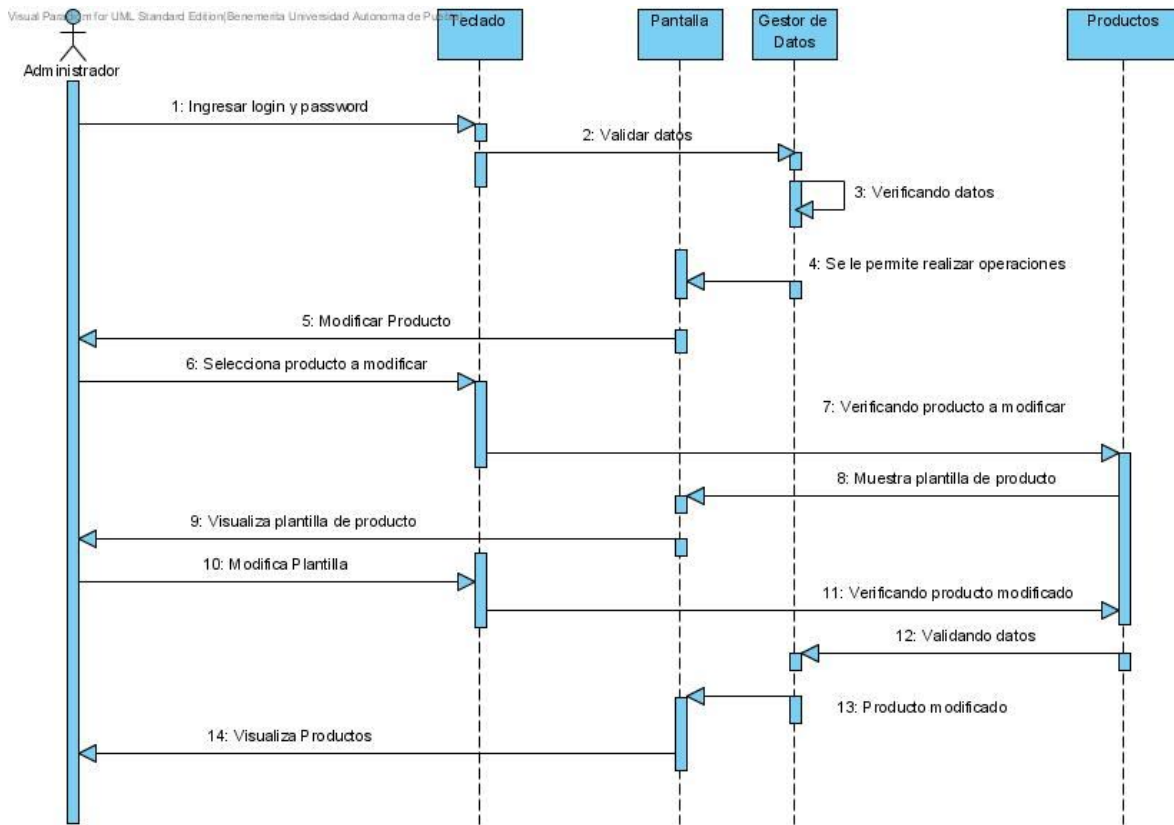 Visual Paradigm for UML Standard Edition(Benemerita Universidad Autonoma de
Teclado
Pantalla
Gestor de
Datos
Productos
Administrador
1: Ingresar login y password
2: Validar datos
3: Verificando datos
4: Se le permite realizar operaciones
5: Modificar Producto
6: Selecciona producto a modificar
7: Verificando producto a modificar
8: Muestra plantilla de producto
9: Visualiza plantilla de producto
10: Modifica Plantilla
11: Verificando producto modificado
12: Validando datos
13: Producto modificado
14: Visualiza Productos